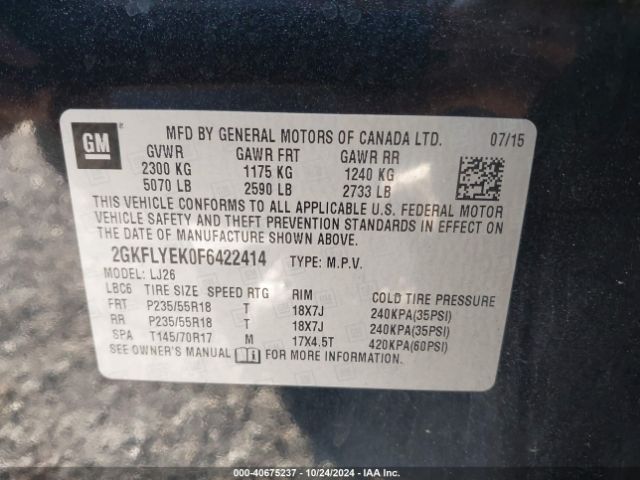 GM
MFD BY GENERAL MOTORS OF CANADA LTD. 07/15
GVWR GAWR FRT GAWR RR
2300 KG 1175 KG 1240 KG
5070 LB 2590 LB 2733 LB
THIS VEHICLE CONFORMS TO ALL APPLICABLE U.S. FEDERAL MOTOR
VEHICLE SAFETY AND THEFT PREVENTION STANDARDS IN EFFECT ON
THE DATE OF MANUFACTURE SHOWN ABOVE.
2GKFLYEK0F6422414 TYPE: M.P.V.
MODEL: LJ26
LBC6 TIRE SIZE SPEED RTG RIM COLD TIRE PRESSURE
FRT P235/55R18 T 18X7J 240KPA(35PSI)
RR P235/55R18 T 18X7J 240KPA(35PSI)
SPA T145/70R17 M 17X4.5T 420KPA(60PSI)
SEE OWNER'S MANUAL FOR MORE INFORMATION.
000-40675237 - 10/24/2024 - IAA Holdings, LLC